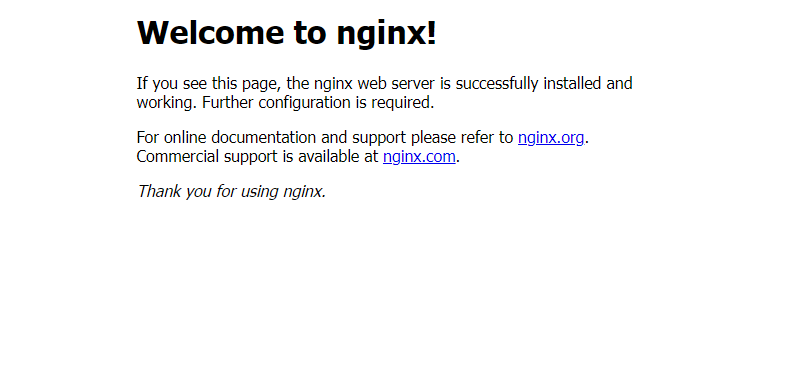 Welcome to nginx!
If you see this page, the nginx web server is successfully installed and
working. Further configuration is required.
For online documentation and support please refer to nginx.org.
Commercial support is available at nginx.com.
Thank you for using nginx.